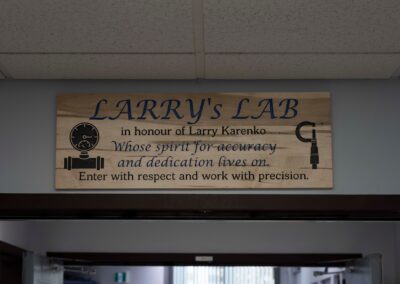 LARRY's LAB
in honour of Larry Karenko
Whose spirit for accuracy
and dedication lives on.
Enter with respect and work with precision.